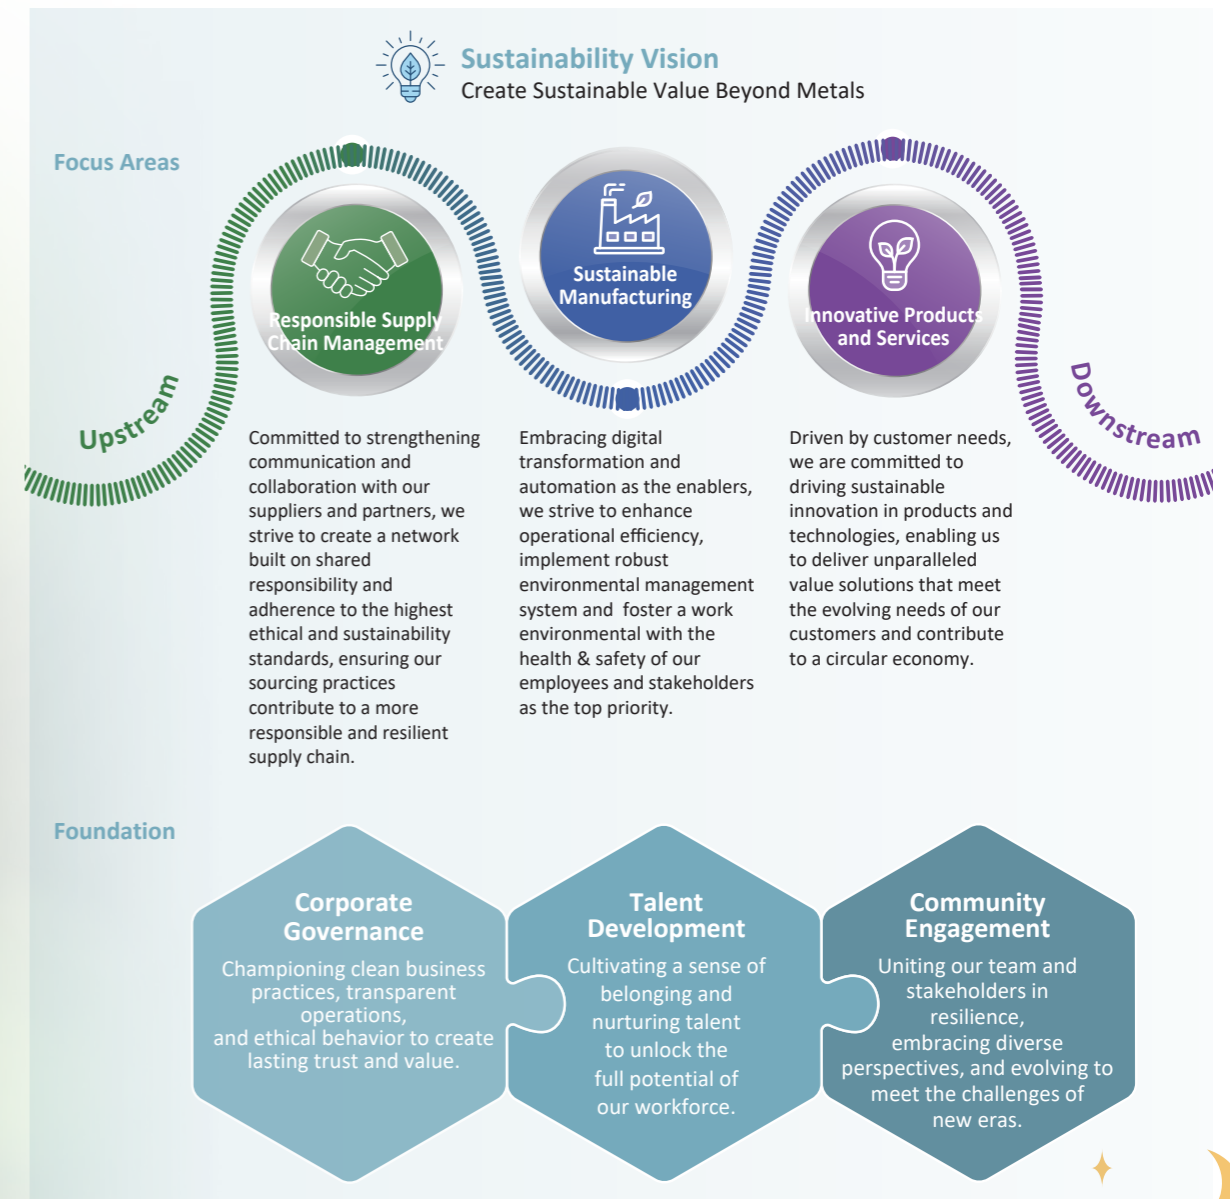 Sustainability Vision
Create Sustainable Value Beyond Metals
Focus Areas
Upstream
Responsible Supply
Chain Management
Committed to strengthening
communication and
collaboration with our
suppliers and partners, we
strive to create a network
built on shared
responsibility and
adherence to the highest
ethical and sustainability
standards, ensuring our
sourcing practices
contribute to a more
responsible and resilient
supply chain.
Sustainable
Manufacturing
Embracing digital
transformation and
automation as the enablers,
we strive to enhance
operational efficiency,
implement robust
environmental management
system and  foster a work
environmental with the
health & safety of our
employees and stakeholders
as the top priority.
Innovative Products
and Services
Driven by customer needs,
we are committed to
driving sustainable
innovation in products and
technologies, enabling us
to deliver unparalleled
value solutions that meet
the evolving needs of our
customers and contribute
to a circular economy.
Downstream
Foundation
Corporate
Governance
Championing clean business
practices, transparent
operations,
and ethical behavior to create
lasting trust and value.
Talent
Development
Cultivating a sense of
belonging and
nurturing talent
to unlock the
full potential of
our workforce.
Community
Engagement
Uniting our team and
stakeholders in
resilience,
embracing diverse
perspectives, and evolving to
meet the challenges of
new eras.